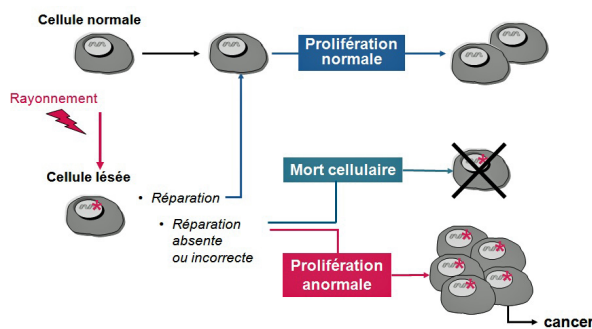 Cellule normale
Prolifération
normale
Rayonnement
Cellule lésée
• Réparation
• Réparation
absente
ou incorrecte
Mort cellulaire
Prolifération
anormale
cancer